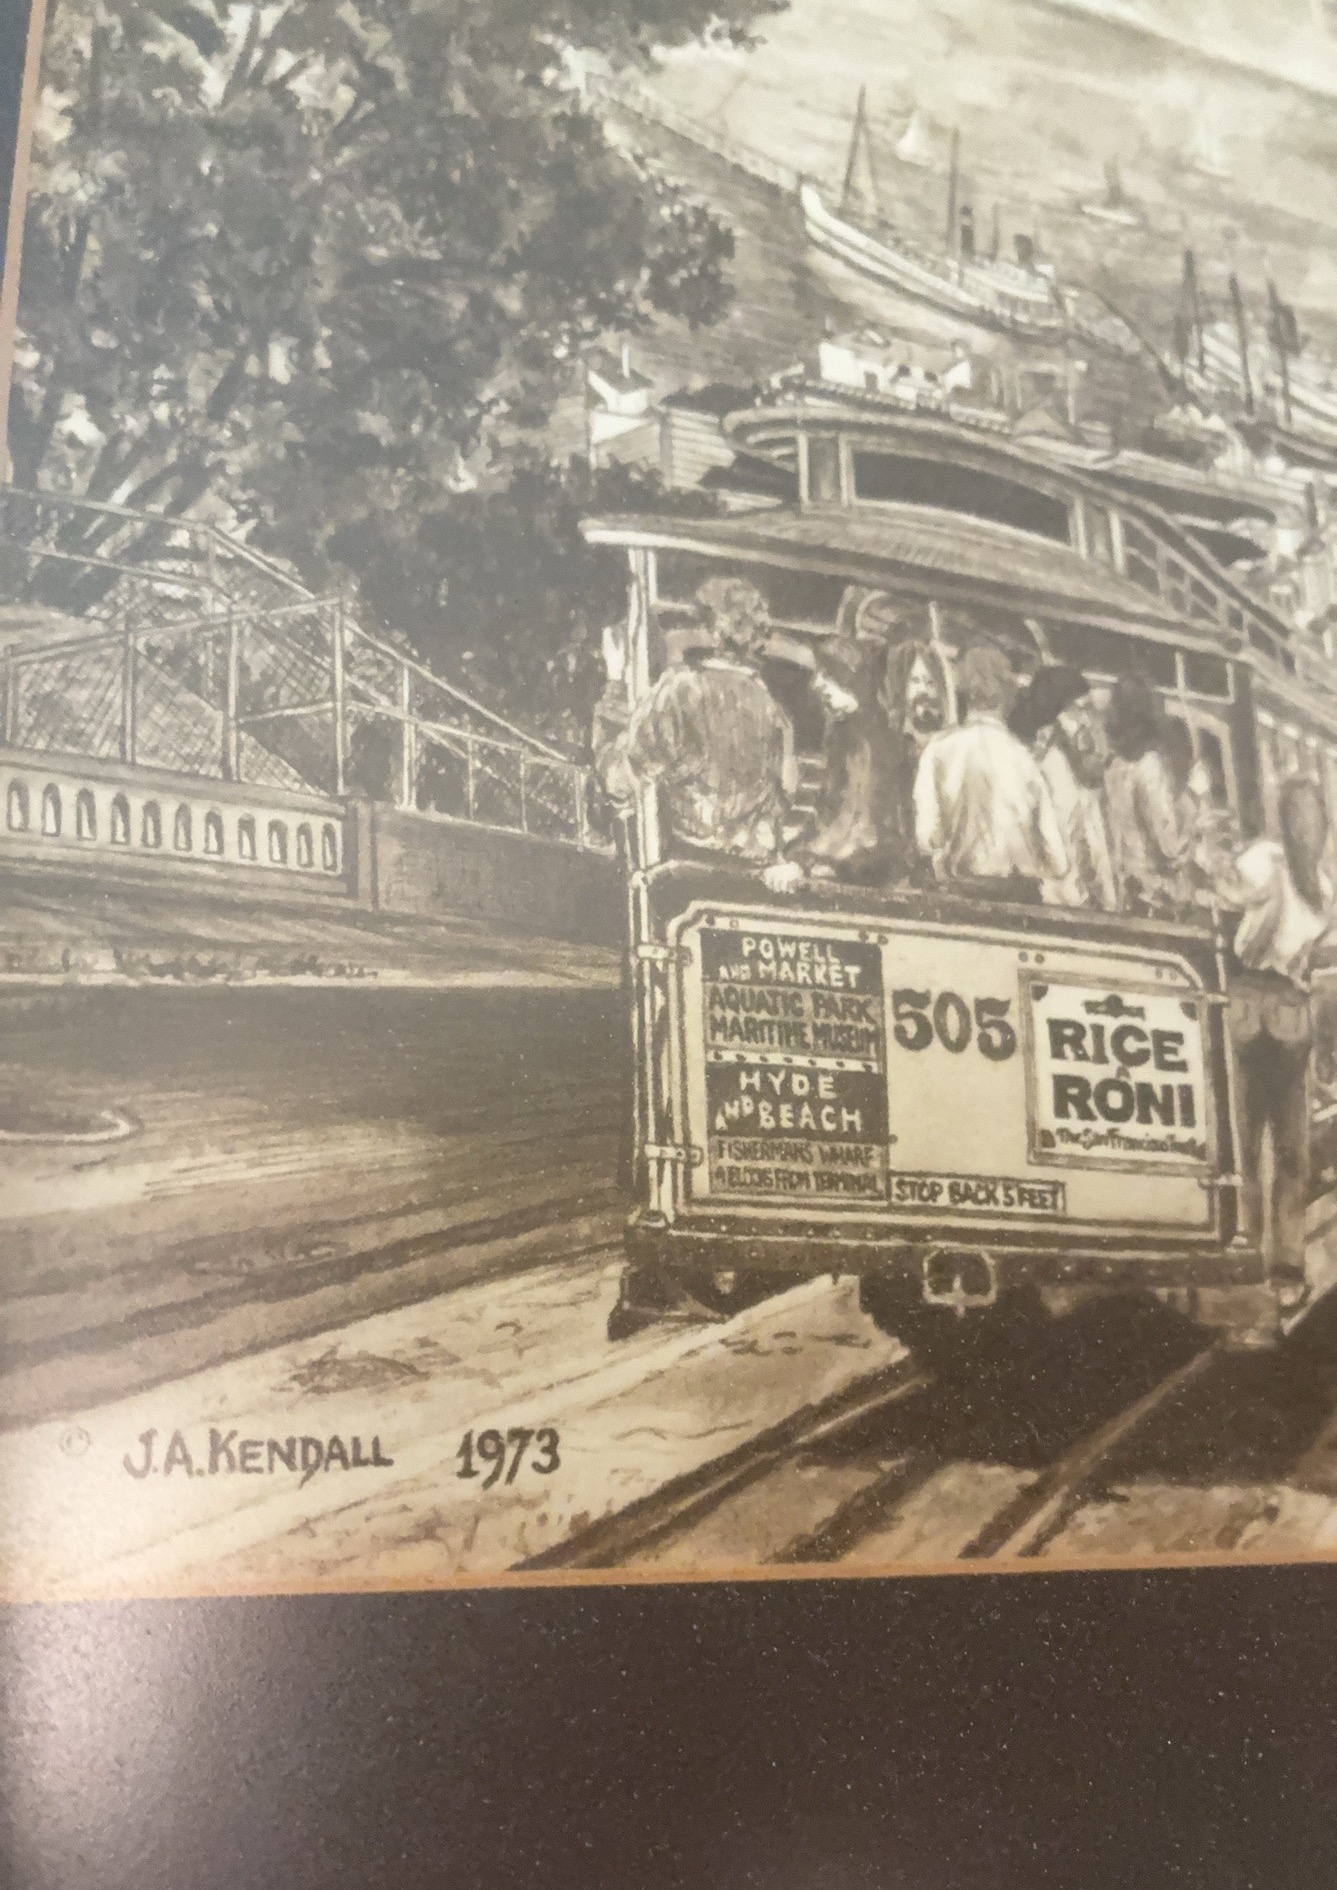 POWELL
AND MARKET
AQUATIC PARK
MARITIME MUSEUM
HYDE
AND BEACH
FISHERMANS WHARF
4 BLOCKS FROM TERMINAL
505
STOP BACK 5 FEET
RICE
A
RONI
The San Francisco Treat
© J.A. KENDALL 1973